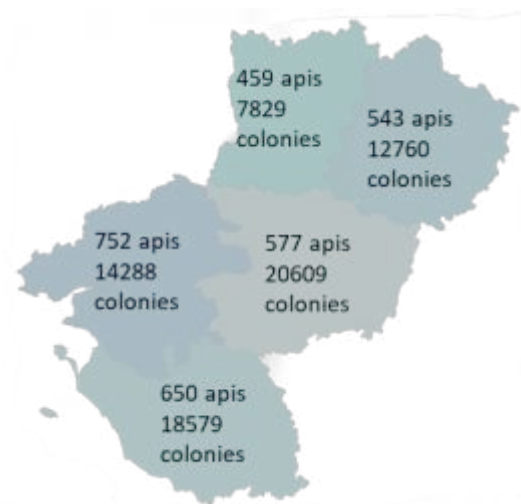 459 apis
7829
colonies
543 apis
12760
colonies
752 apis
14288
colonies
577 apis
20609
colonies
650 apis
18579
colonies